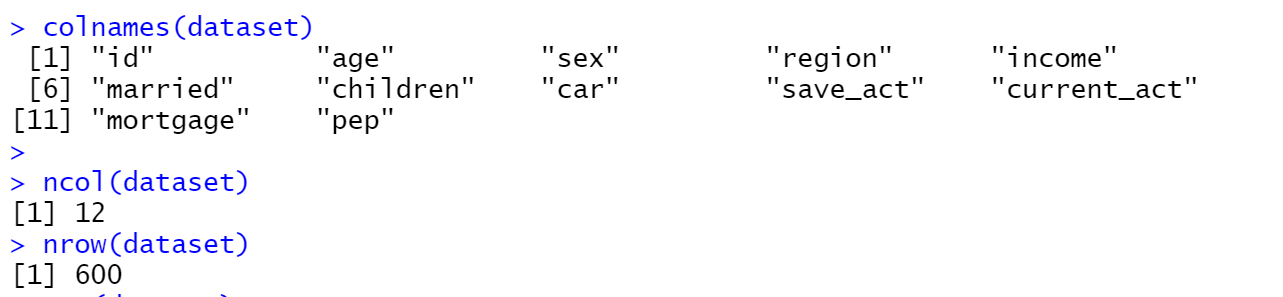 > colnames(dataset)
[1] "id" "age" "sex" "region" "income"
[6] "married" "children" "car" "save_act" "current_act"
[11] "mortgage" "pep"
>
> ncol(dataset)
[1] 12
> nrow(dataset)
[1] 600